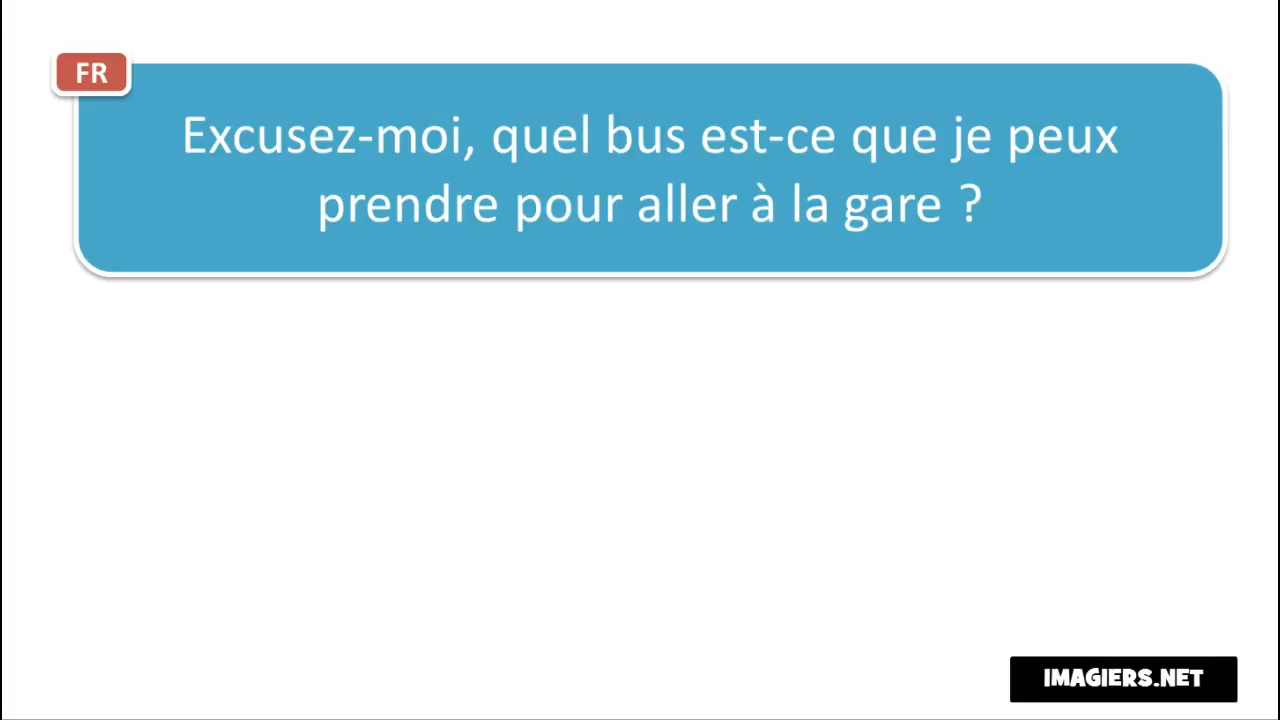 FR
Excusez-moi, quel bus est-ce que je peux
prendre pour aller à la gare ?
IMAGIERS.NET